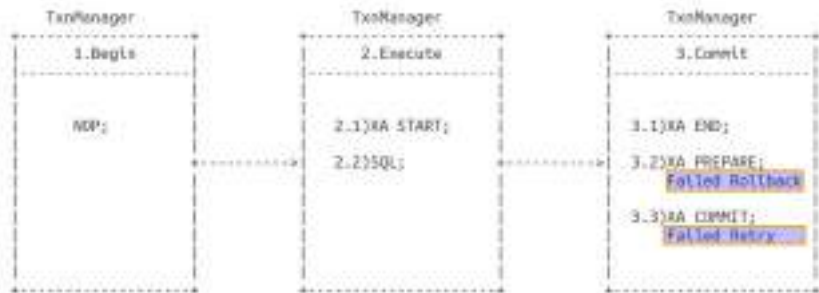 TxnManager
1.Begin
NOP;
TxnManager
2.Execute
2.1)XA START;
2.2)SQL;
TxnManager
3.Commit
3.1)XA END;
3.2)XA PREPARE;
Failed Rollback
3.3)XA COMMIT;
Failed Retry